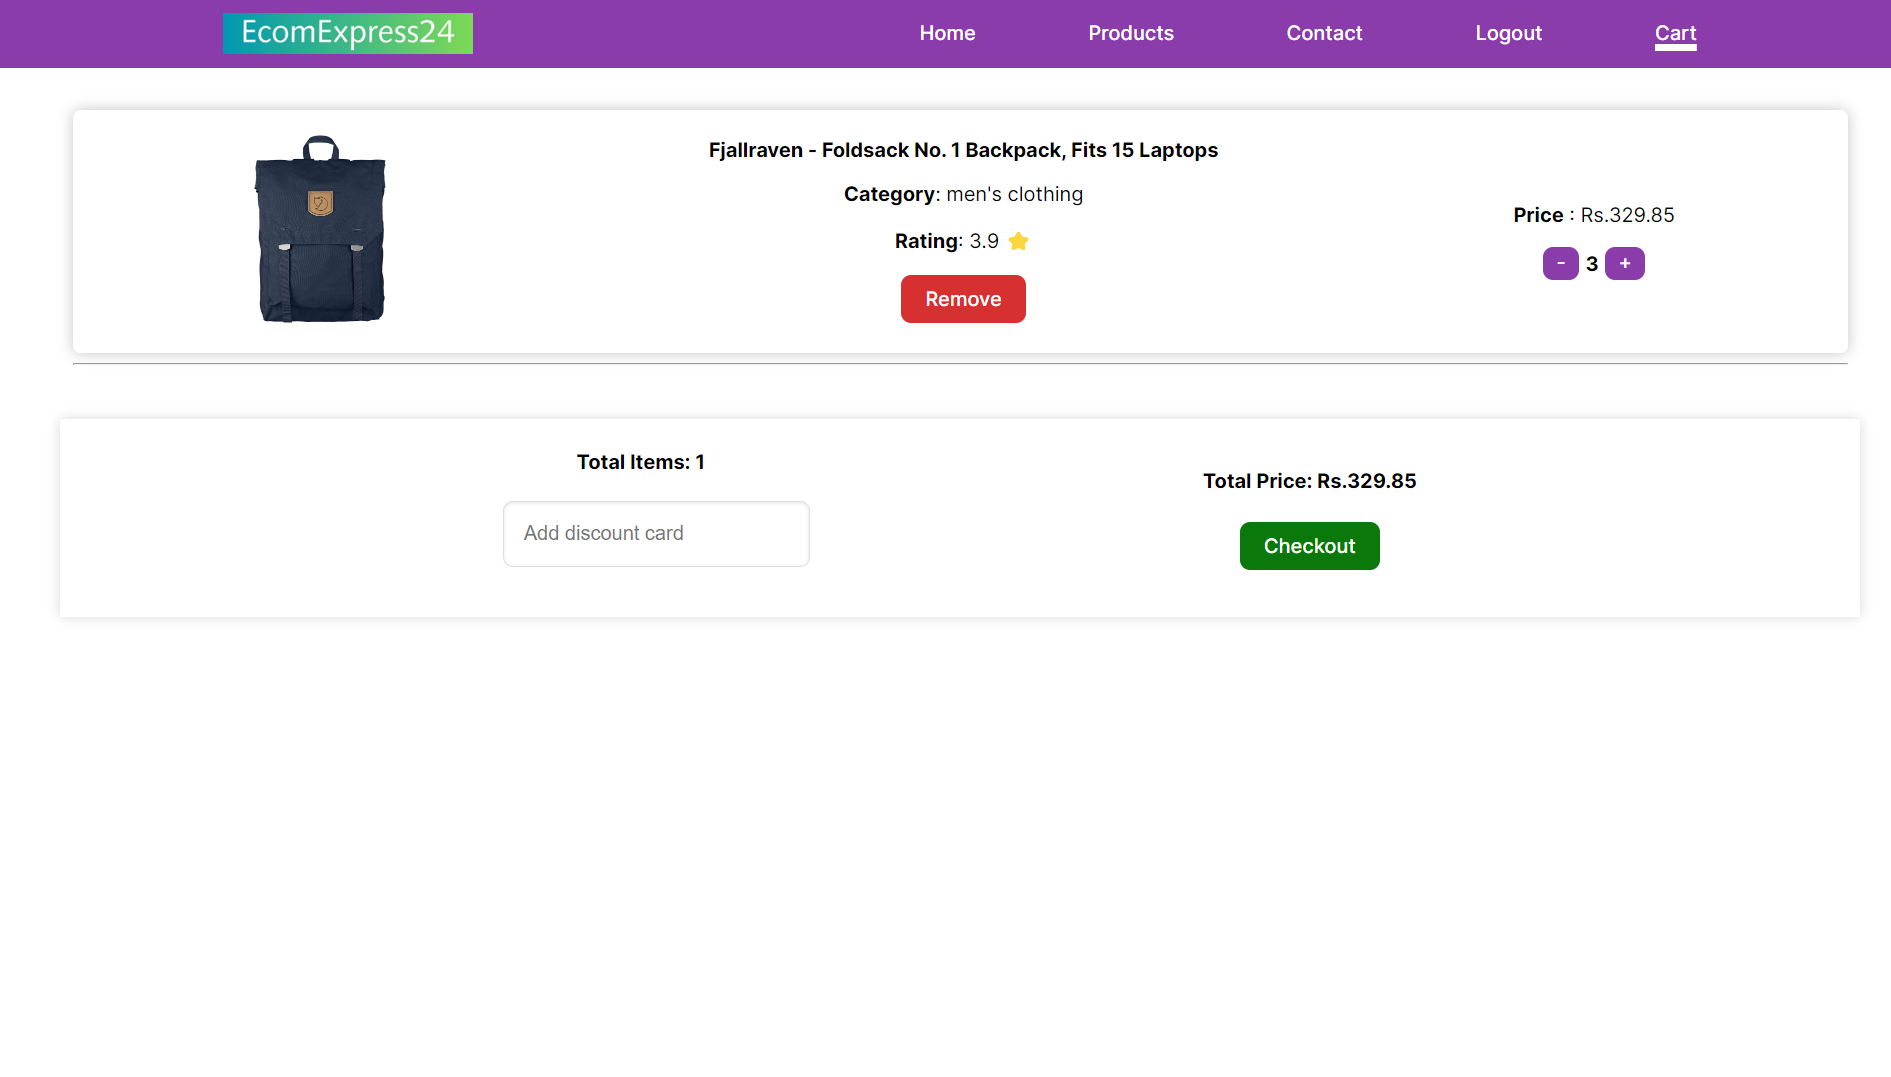 EcomExpress24
Home Products Contact Logout Cart
Fjallraven - Foldsack No. 1 Backpack, Fits 15 Laptops
Category: men's clothing
Rating: 3.9
Remove
Price : Rs.329.85
- 3 +
Total Items: 1
Add discount card
Total Price: Rs.329.85
Checkout